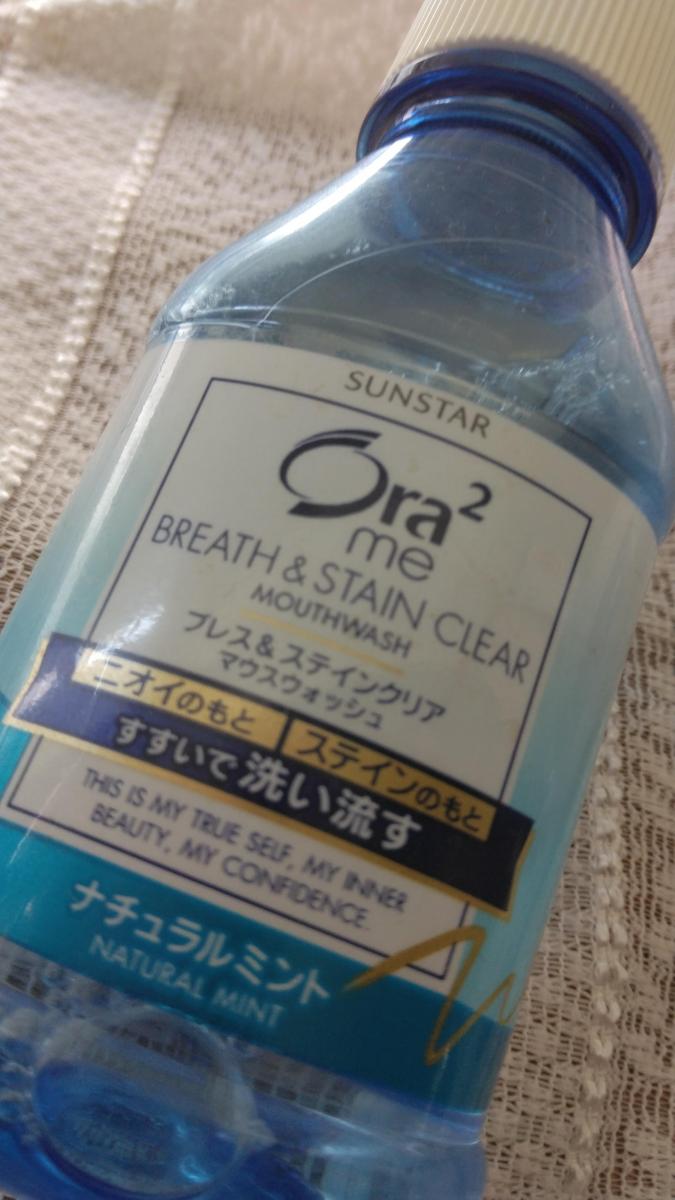 SUNSTAR
Ora²
me
BREATH & STAIN CLEAR
MOUTHWASH
ブレス&ステインクリア
マウスウォッシュ
ニオイのもと ステインのもと
すすいで洗い流す
THIS IS MY TRUE SELF, MY INNER
BEAUTY, MY CONFIDENCE.
ナチュラルミント
NATURAL MINT